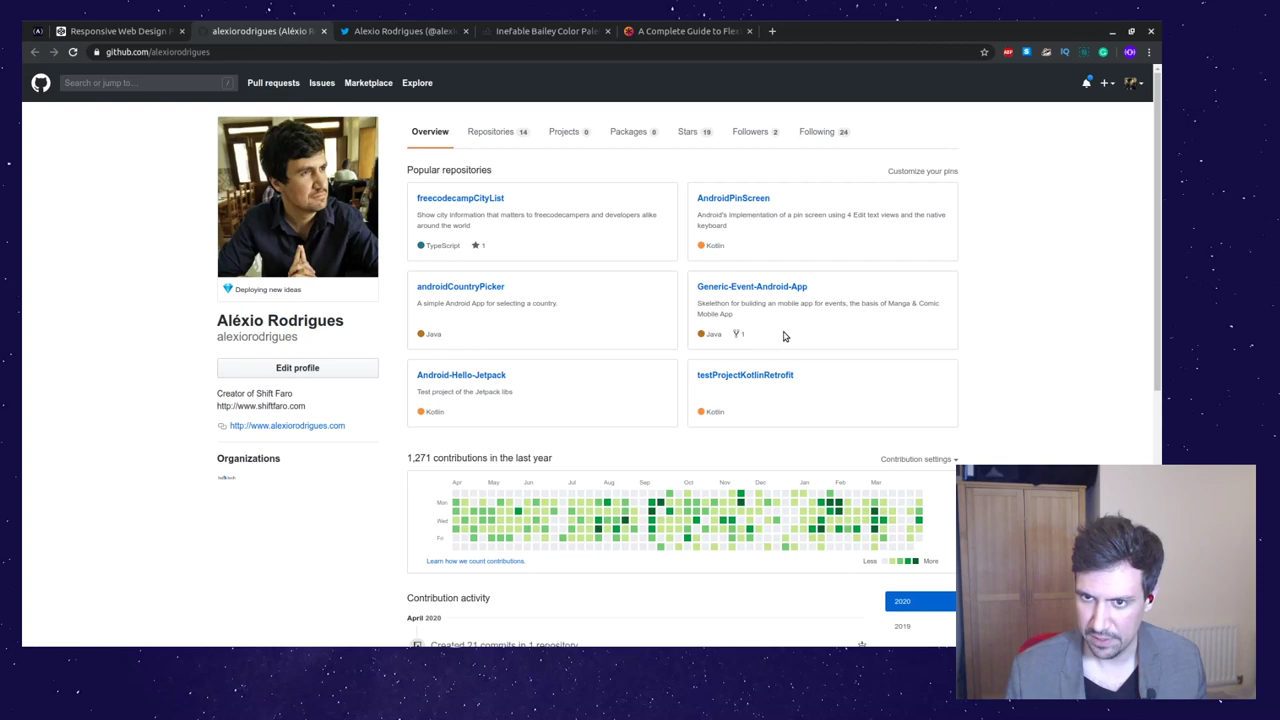 Responsive Web Design P
alexiorodrigues (Aléxio R
Alexio Rodrigues (@alexi
Inefable Bailey Color Pale
A Complete Guide to Flex
github.com/alexiorodrigues
Search or jump to...
/
Pull requests
Issues
Marketplace
Explore
Overview
Repositories 14
Projects 0
Packages 0
Stars 19
Followers 2
Following 24
Popular repositories
Customize your pins
freecodecampCityList
Show city information that matters to freecodecampers and developers alike
around the world
TypeScript 1
AndroidPinScreen
Android's implementation of a pin screen using 4 Edit text views and the native
keyboard
Kotlin
androidCountryPicker
A simple Android App for selecting a country.
Java
Generic-Event-Android-App
Skelethon for building an mobile app for events, the basis of Manga & Comic
Mobile App
Java 1
Android-Hello-Jetpack
Test project of the Jetpack libs
Kotlin
testProjectKotlinRetrofit
Kotlin
Deploying new ideas
Aléxio Rodrigues
alexiorodrigues
Edit profile
Creator of Shift Faro
http://www.shiftfaro.com
http://www.alexiorodrigues.com
Organizations
1,271 contributions in the last year
Contribution settings
Apr May Jun Jul Aug Sep Oct Nov Dec Jan Feb Mar
Mon
Wed
Fri
Learn how we count contributions.
Less
More
Contribution activity
2020
2019
April 2020
Created 21 commits in 1 repository